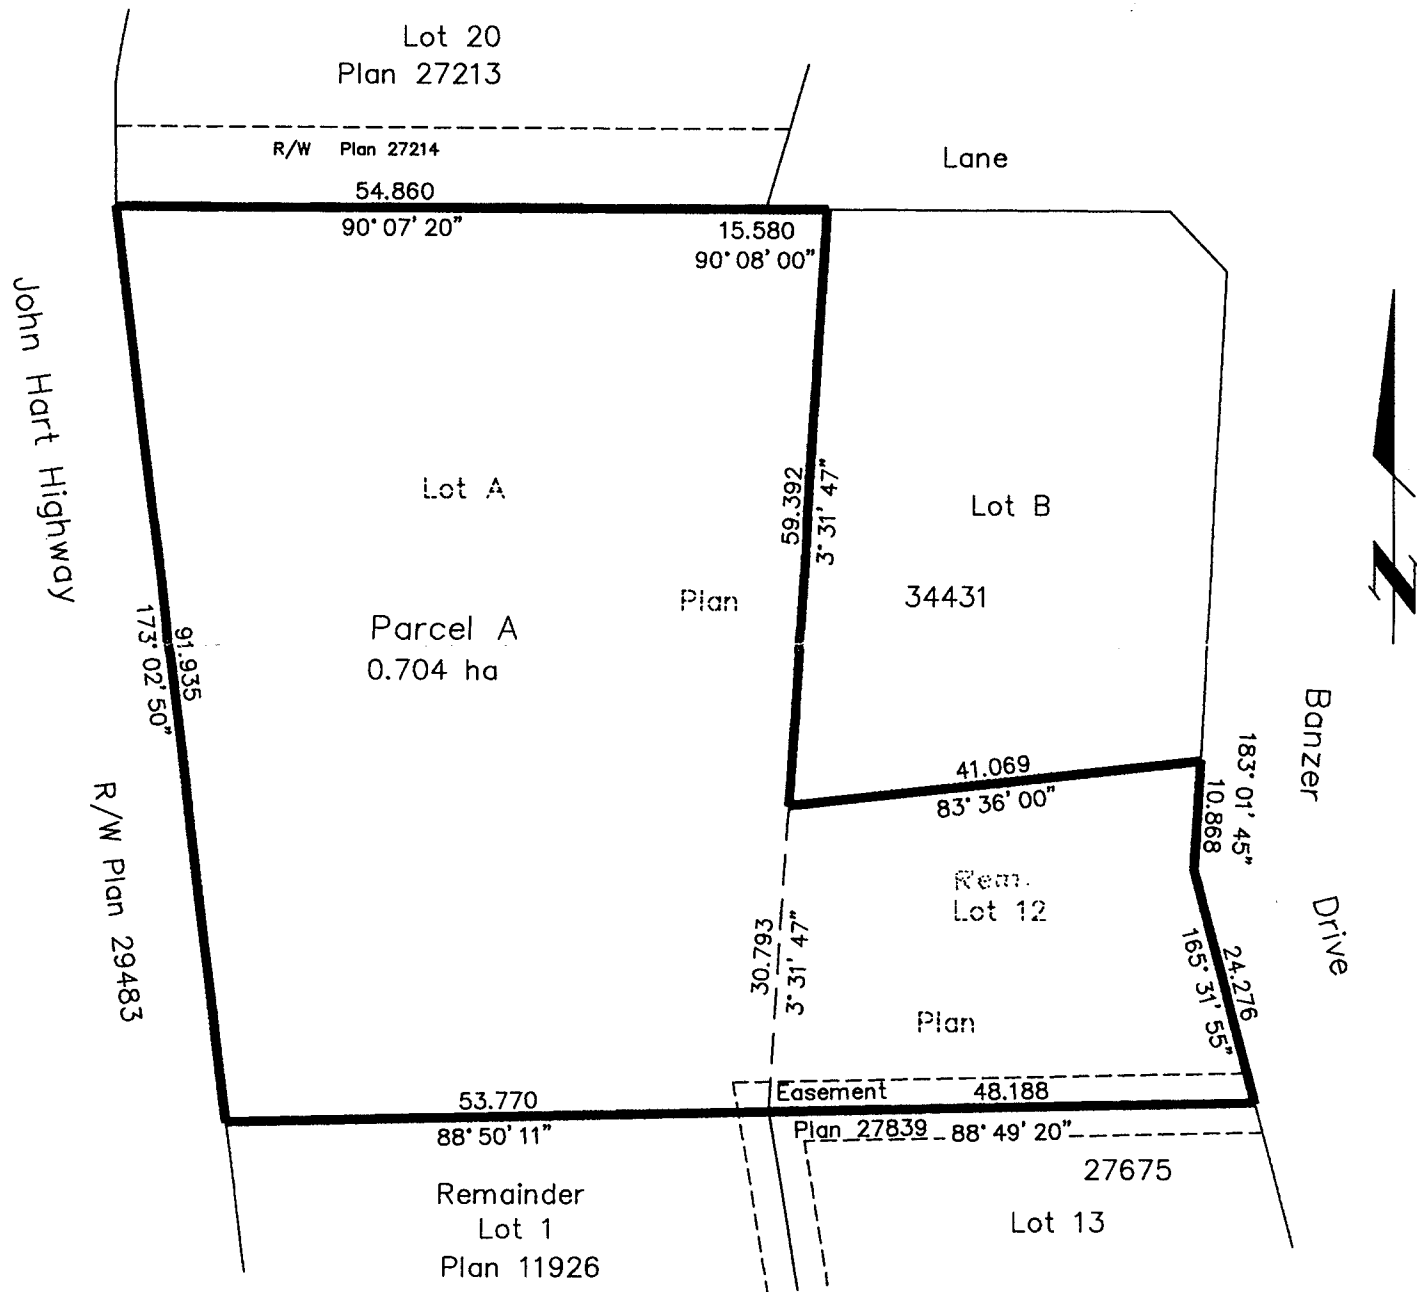 Lot 20
Plan 27213
R/W Plan 27214
Lane
54.860
90° 07' 20"
15.580
90° 08' 00"
John Hart Highway
Lot A
59.392
3° 31' 47"
Lot B
Plan
34431
Parcel A
0.704 ha
91.935
173° 02' 50"
N
Banzer
Drive
41.069
83° 36' 00"
183° 01' 45"
10.868
R/W Plan 29483
Rem.
Lot 12
30.793
3° 31' 47"
24.276
165° 31' 55"
Plan
Easement
48.188
53.770
88° 50' 11"
Plan 27839
88° 49' 20"
27675
Remainder
Lot 1
Plan 11926
Lot 13